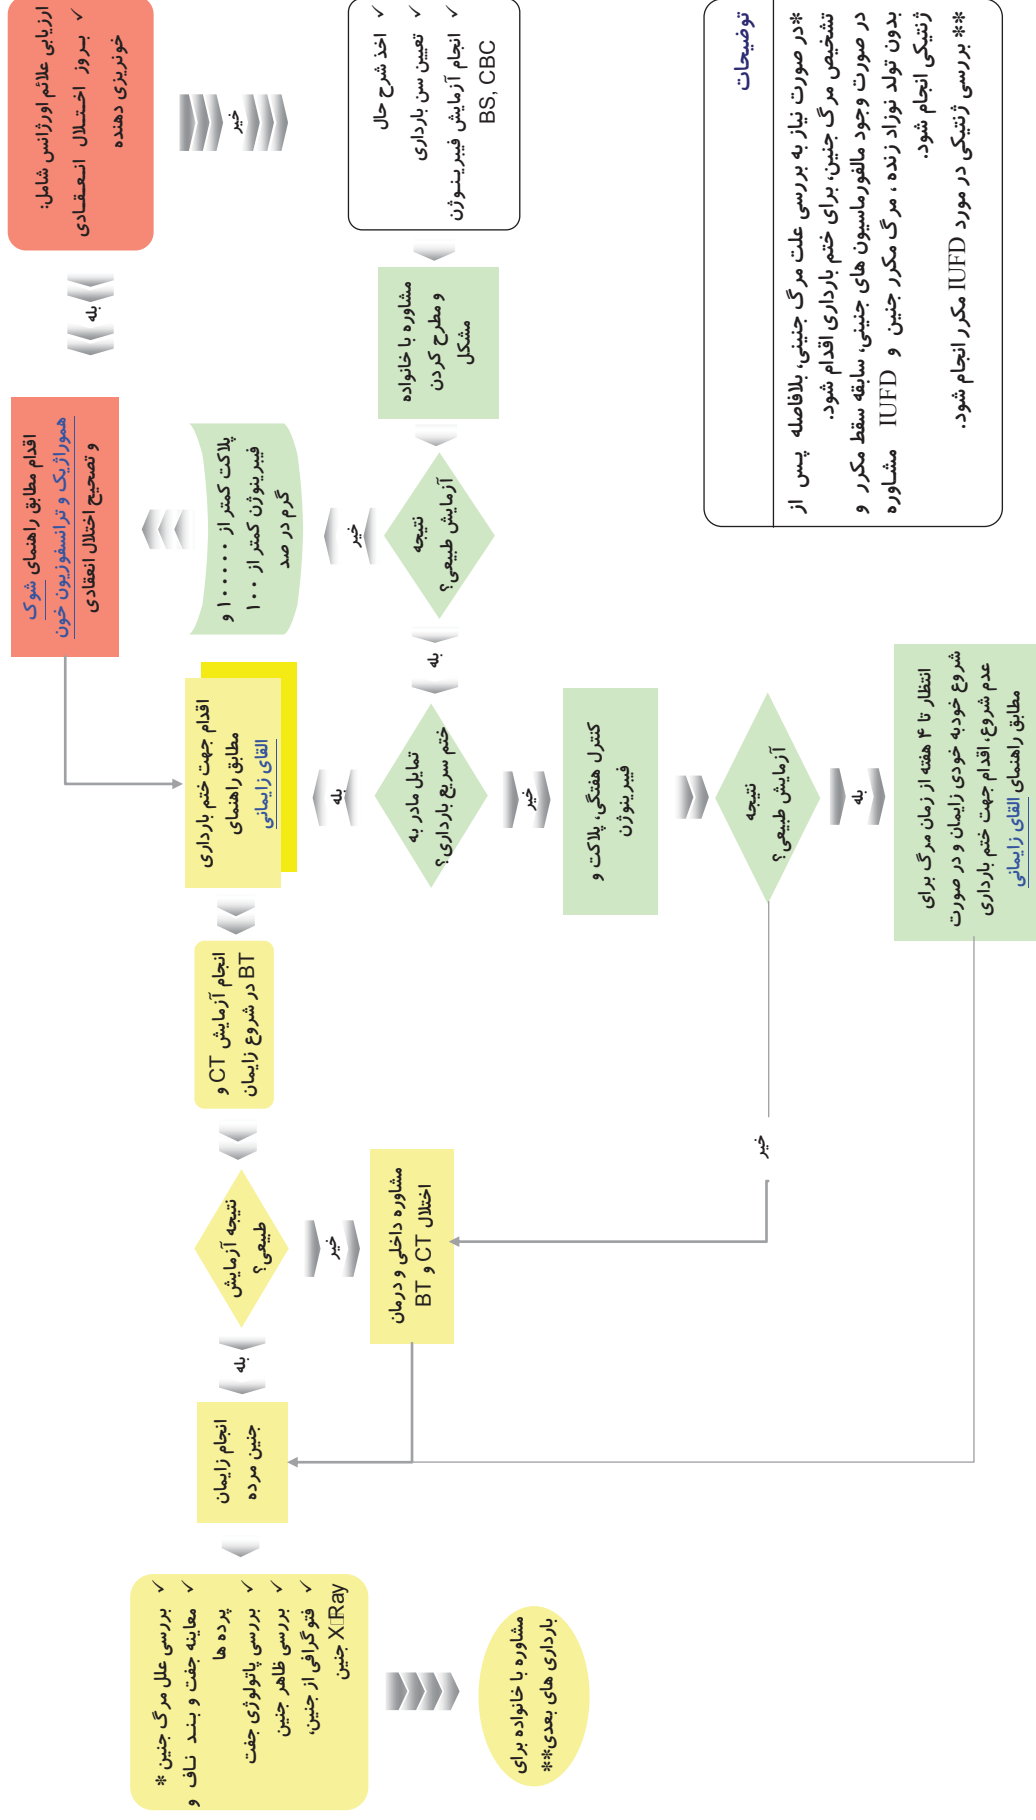 ارزیابی علائم اورژانس شامل:
✓ بروز اختلال انعقادی
خونریزی دهنده
بله
خیر
اقدام مطابق راهنمای شوک
هموراژیک و ترانسفوزیون خون
و تصحیح اختلال انعقادی
✓ اخذ شرح حال
✓ تعیین سن بارداری
✓ انجام آزمایش فیبرینوژن
BS, CBC
مشاوره با خانواده
و مطرح کردن
مشکل
نتیجه
آزمایش طبیعی؟
خیر
پلاکت کمتر از ۱۰۰۰۰۰ و
فیبرینوژن کمتر از ۱۰۰
گرم در صد
بله
تمایل مادر به
ختم سریع بارداری؟
بله
اقدام جهت ختم بارداری
مطابق راهنمای
القای زایمانی
خیر
کنترل هفتگی، پلاکت و
فیبرینوژن
نتیجه
آزمایش طبیعی؟
بله
انتظار تا ۴ هفته از زمان مرگ برای
شروع خودبه خودی زایمان و در صورت
عدم شروع، اقدام جهت ختم بارداری
مطابق راهنمای القای زایمانی
خیر
انجام آزمایش CT و
BT در شروع زایمان
نتیجه آزمایش
طبیعی؟
خیر
مشاوره داخلی و درمان
اختلال CT و BT
بله
انجام زایمان
جنین مرده
✓ بررسی علل مرگ جنین *
✓ معاینه جفت و بند ناف و
پرده ها
✓ بررسی پاتولوژی جفت
✓ بررسی ظاهر جنین
✓ فتوگرافی از جنین،
X-Ray جنین
مشاوره با خانواده برای
بارداری های بعدی**
توضیحات
*در صورت نیاز به بررسی علت مرگ جنینی، بلافاصله پس از
تشخیص مرگ جنین، برای ختم بارداری اقدام شود.
در صورت وجود مالفورماسیون های جنینی، سابقه سقط مکرر و
بدون تولد نوزاد زنده ، مرگ مکرر جنین و IUFD مشاوره
ژنتیکی انجام شود.
** بررسی ژنتیکی در مورد IUFD مکرر انجام شود.